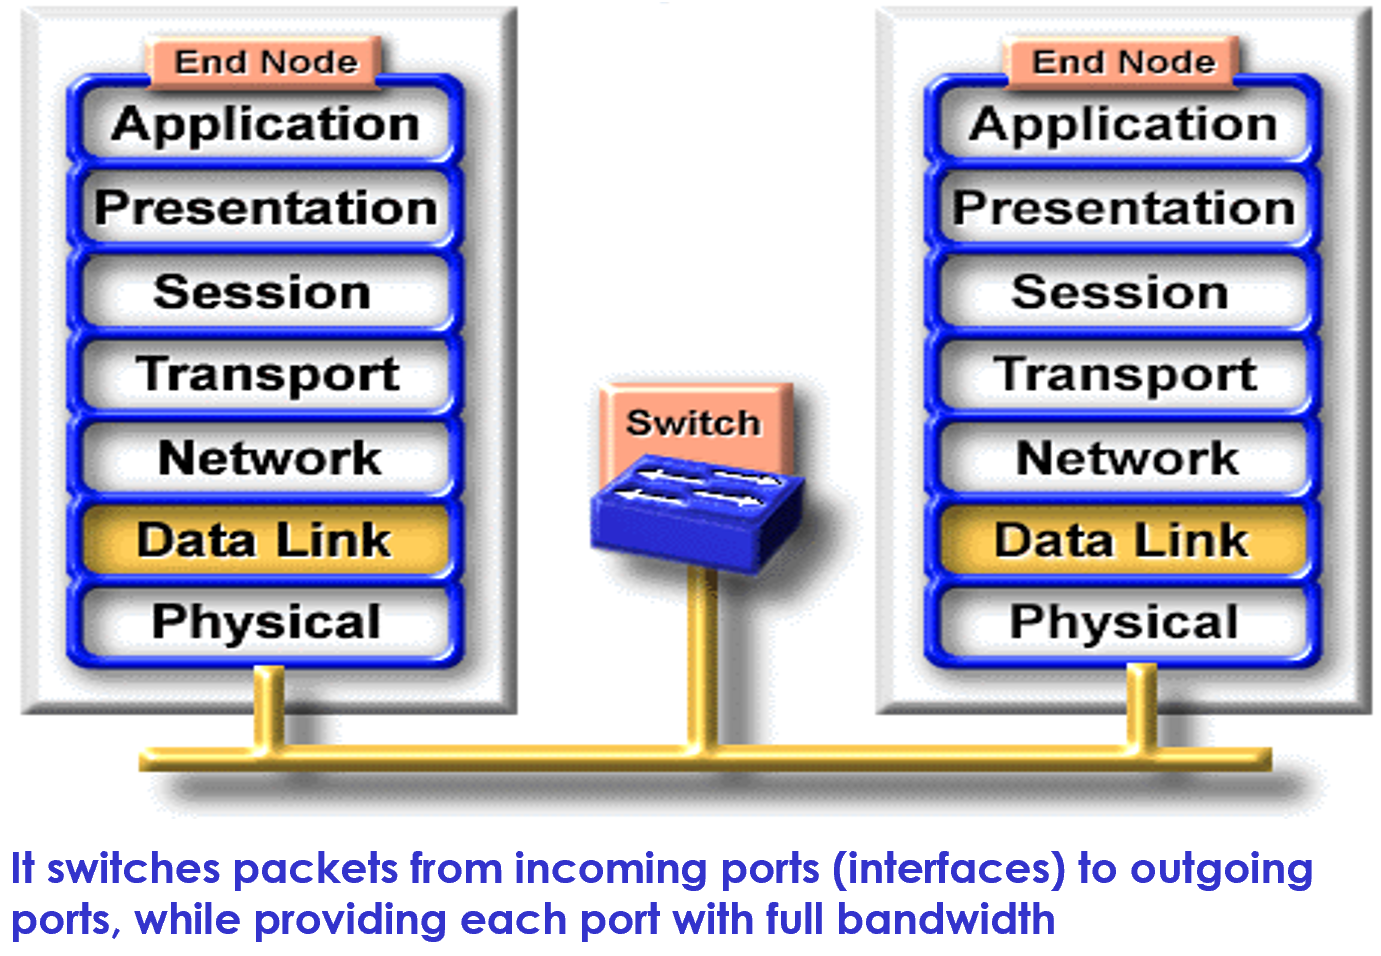 End Node
Application
Presentation
Session
Transport
Network
Data Link
Physical
Switch
End Node
Application
Presentation
Session
Transport
Network
Data Link
Physical
It switches packets from incoming ports (interfaces) to outgoing
ports, while providing each port with full bandwidth